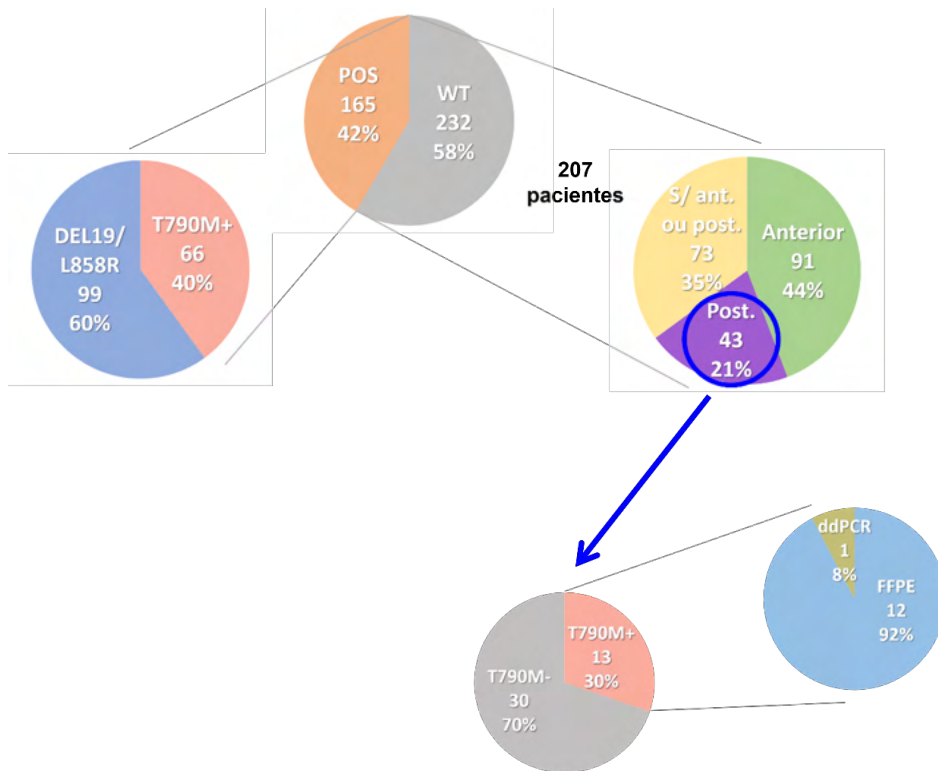 POS
165
42%
WT
232
58%
207
pacientes
DEL19/
L858R
99
60%
T790M+
66
40%
S/ ant.
ou post.
73
35%
Anterior
91
44%
Post.
43
21%
T790M-
30
70%
T790M+
13
30%
ddPCR
1
8%
FFPE
12
92%